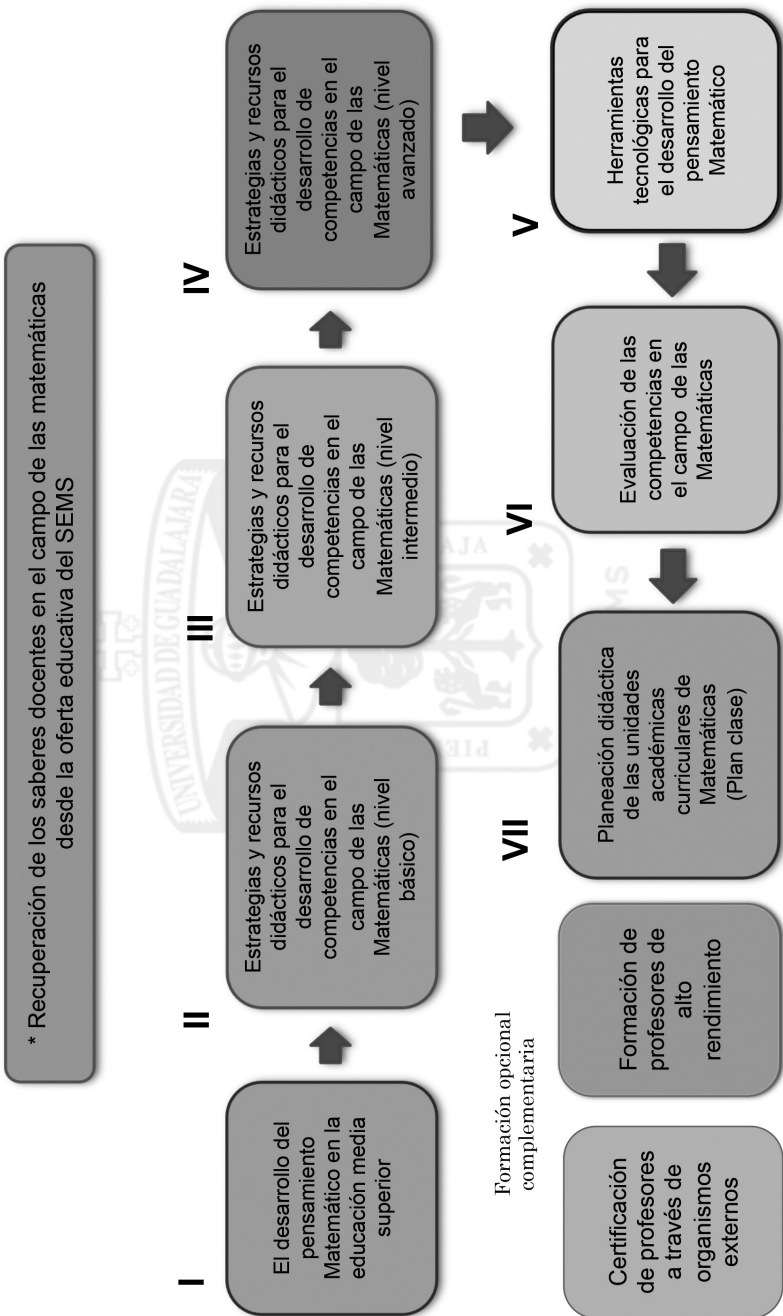 * Recuperación de los saberes docentes en el campo de las matemáticas
desde la oferta educativa del SEMS
I
El desarrollo del
pensamiento
Matemático en la
educación media
superior
II
Estrategias y recursos
didácticos para el
desarrollo de
competencias en el
campo de las
Matemáticas (nivel
básico)
III
Estrategias y recursos
didácticos para el
desarrollo de
competencias en el
campo de las
Matemáticas (nivel
intermedio)
IV
Estrategias y recursos
didácticos para el
desarrollo de
competencias en el
campo de las
Matemáticas (nivel
avanzado)
V
Herramientas
tecnológicas para
el desarrollo del
pensamiento
Matemático
VI
Evaluación de las
competencias en
el campo de las
Matemáticas
VII
Planeación didáctica
de las unidades
académicas
curriculares de
Matemáticas
(Plan clase)
Formación opcional
complementaria
Formación de
profesores de
alto
rendimiento
Certificación
de profesores
a través de
organismos
externos
UNIVERSIDAD DE GUADALAJARA